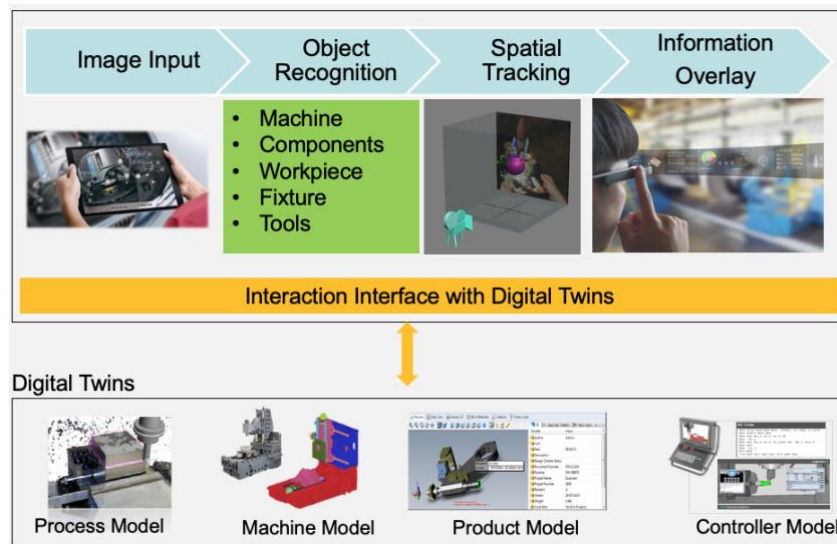 Image Input
Object
Recognition
Spatial
Tracking
Information
Overlay
• Machine
• Components
• Workpiece
• Fixture
• Tools
Interaction Interface with Digital Twins
Digital Twins
Process Model
Machine Model
Product Model
Controller Model